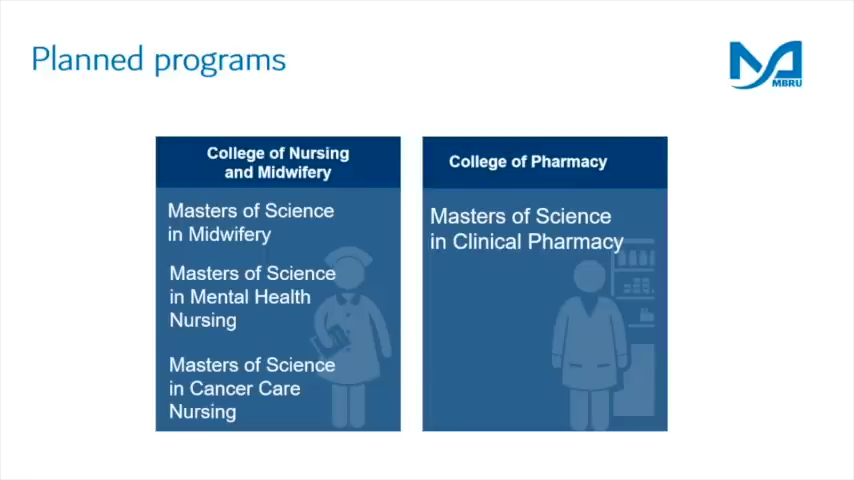 Planned programs
MBRU
College of Nursing
and Midwifery
Masters of Science
in Midwifery
Masters of Science
in Mental Health
Nursing
Masters of Science
in Cancer Care
Nursing
College of Pharmacy
Masters of Science
in Clinical Pharmacy